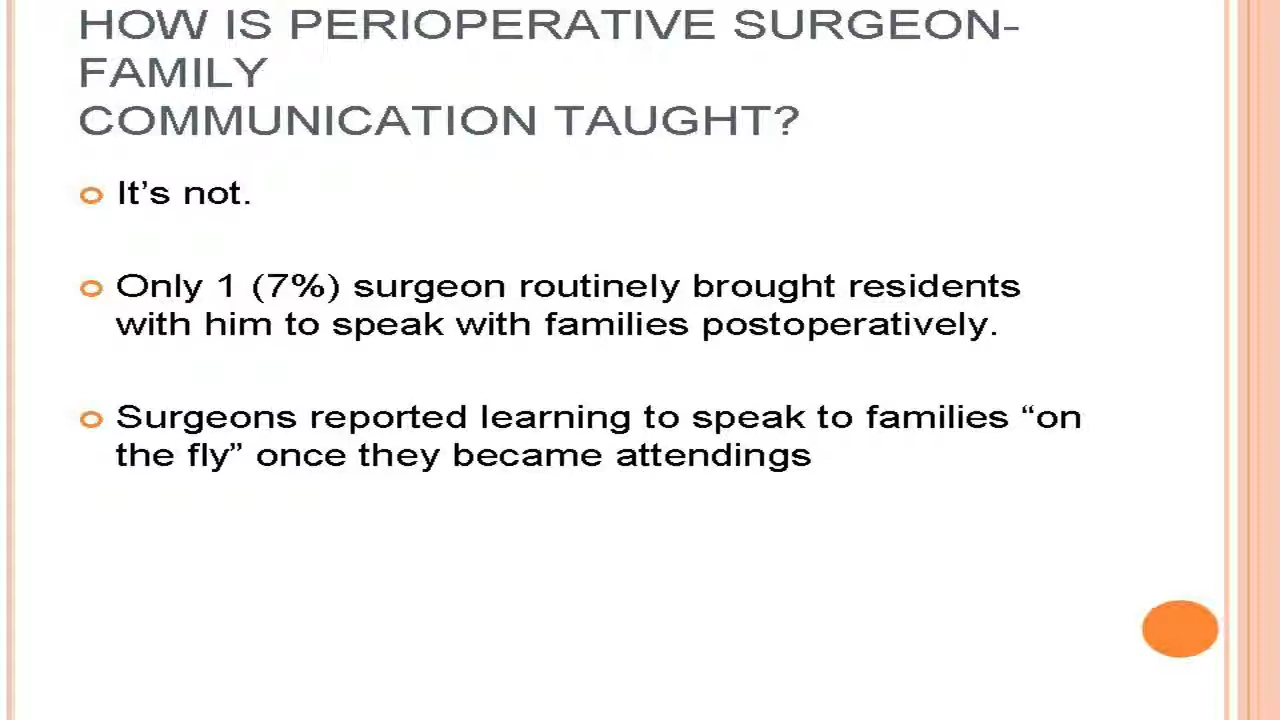 HOW IS PERIOPERATIVE SURGEON-
FAMILY
COMMUNICATION TAUGHT?
It’s not.
Only 1 (7%) surgeon routinely brought residents
with him to speak with families postoperatively.
Surgeons reported learning to speak to families “on
the fly” once they became attendings